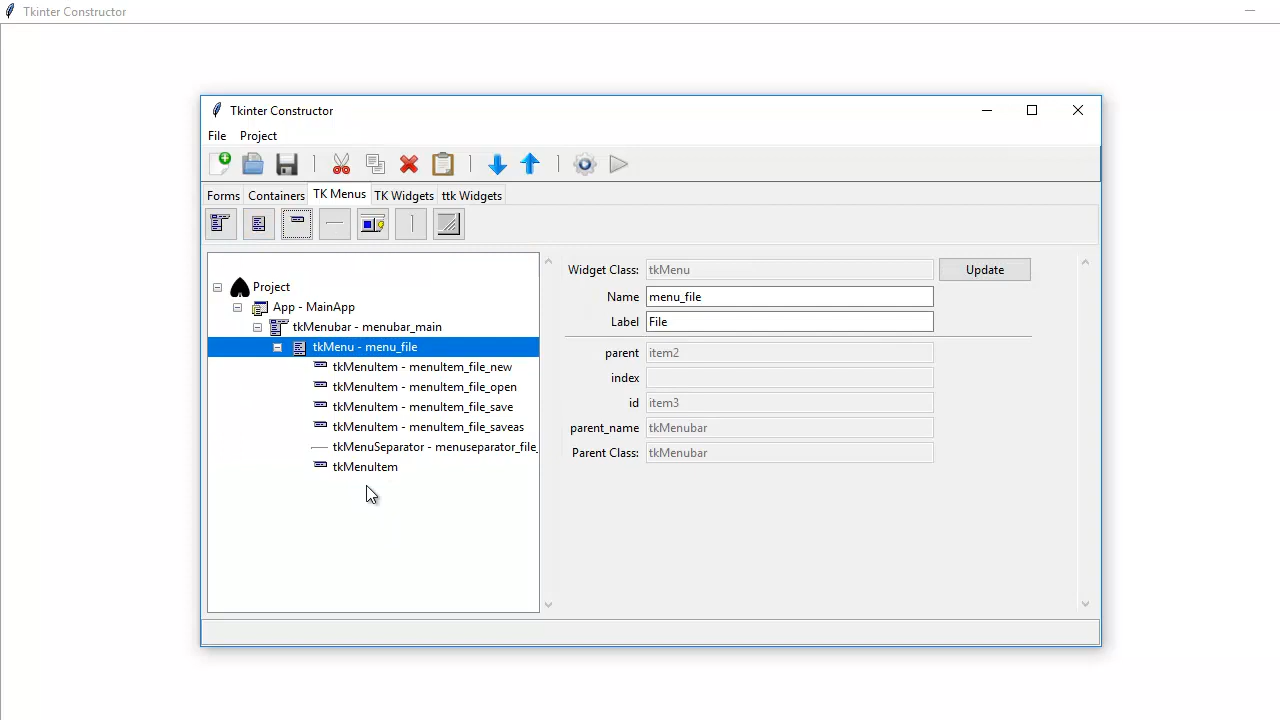 Tkinter Constructor
Tkinter Constructor
File Project
Forms Containers TK Menus TK Widgets ttk Widgets
Project
App - MainApp
tkMenubar - menubar_main
tkMenu - menu_file
tkMenuItem - menuItem_file_new
tkMenuItem - menuItem_file_open
tkMenuItem - menuItem_file_save
tkMenuItem - menuItem_file_saveas
tkMenuSeparator - menuseparator_file_
tkMenuItem
Widget Class: tkMenu Update
Name menu_file
Label File
parent item2
index
id item3
parent_name tkMenubar
Parent Class: tkMenubar